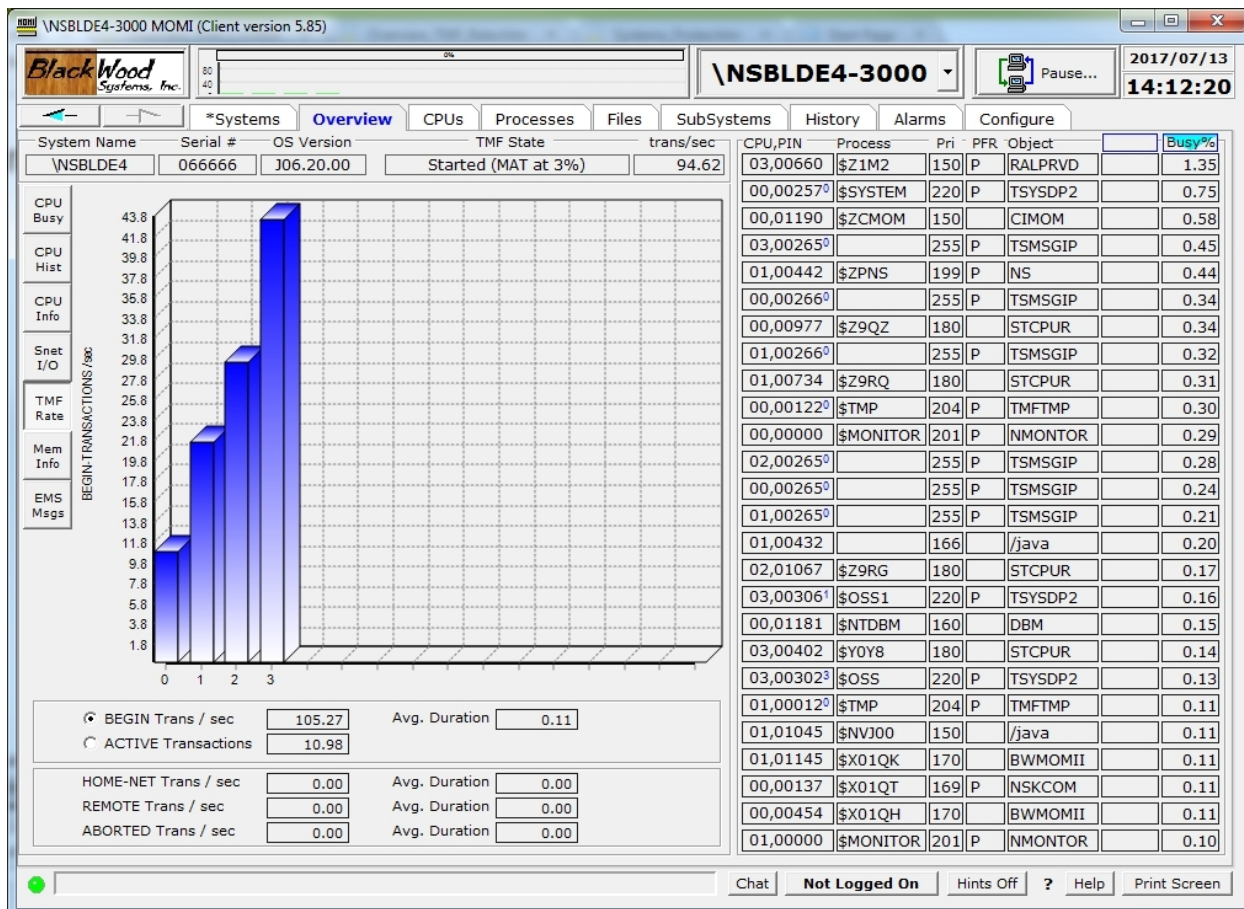 \NSBLDE4-3000 MOMI (Client version 5.85)
BlackWood
Systems, Inc.
0%
80
40
\NSBLDE4-3000
Pause...
2017/07/13
14:12:20
*Systems Overview CPUs Processes Files SubSystems History Alarms Configure
System Name Serial # OS Version TMF State trans/sec
\NSBLDE4 066666 J06.20.00 Started (MAT at 3%) 94.62
CPU Busy
CPU Hist
CPU Info
Snet I/O
TMF Rate
Mem Info
EMS Msgs
BEGIN-TRANSACTIONS/sec
43.8
41.8
39.8
37.8
35.8
33.8
31.8
29.8
27.8
25.8
23.8
21.8
19.8
17.8
15.8
13.8
11.8
9.8
7.8
5.8
3.8
1.8
0 1 2 3
BEGIN Trans / sec 105.27 Avg. Duration 0.11
ACTIVE Transactions 10.98
HOME-NET Trans / sec 0.00 Avg. Duration 0.00
REMOTE Trans / sec 0.00 Avg. Duration 0.00
ABORTED Trans / sec 0.00 Avg. Duration 0.00
CPU,PIN Process Pri PFR Object Busy%
03,00660 $Z1M2 150 P RALPRVD 1.35
00,00257⁰ $SYSTEM 220 P TSYSDP2 0.75
00,01190 $ZCMOM 150 CIMOM 0.58
03,00265⁰ 255 P TSMSGIP 0.45
01,00442 $ZPNS 199 P NS 0.44
00,00266⁰ 255 P TSMSGIP 0.34
00,00977 $Z9QZ 180 STCPUR 0.34
01,00266⁰ 255 P TSMSGIP 0.32
01,00734 $Z9RQ 180 STCPUR 0.31
00,00122⁰ $TMP 204 P TMFTMP 0.30
00,00000 $MONITOR 201 P NMONTOR 0.29
02,00265⁰ 255 P TSMSGIP 0.28
00,00265⁰ 255 P TSMSGIP 0.24
01,00265⁰ 255 P TSMSGIP 0.21
01,00432 166 /java 0.20
02,01067 $Z9RG 180 STCPUR 0.17
03,00306¹ $OSS1 220 P TSYSDP2 0.16
00,01181 $NTDBM 160 DBM 0.15
03,00402 $Y0Y8 180 STCPUR 0.14
03,00302³ $OSS 220 P TSYSDP2 0.13
01,00012⁰ $TMP 204 P TMFTMP 0.11
01,01045 $NVJ00 150 /java 0.11
01,01145 $X01QK 170 BWMOMII 0.11
00,00137 $X01QT 169 P NSKCOM 0.11
00,00454 $X01QH 170 BWMOMII 0.11
01,00000 $MONITOR 201 P NMONTOR 0.10
Chat Not Logged On Hints Off ? Help Print Screen